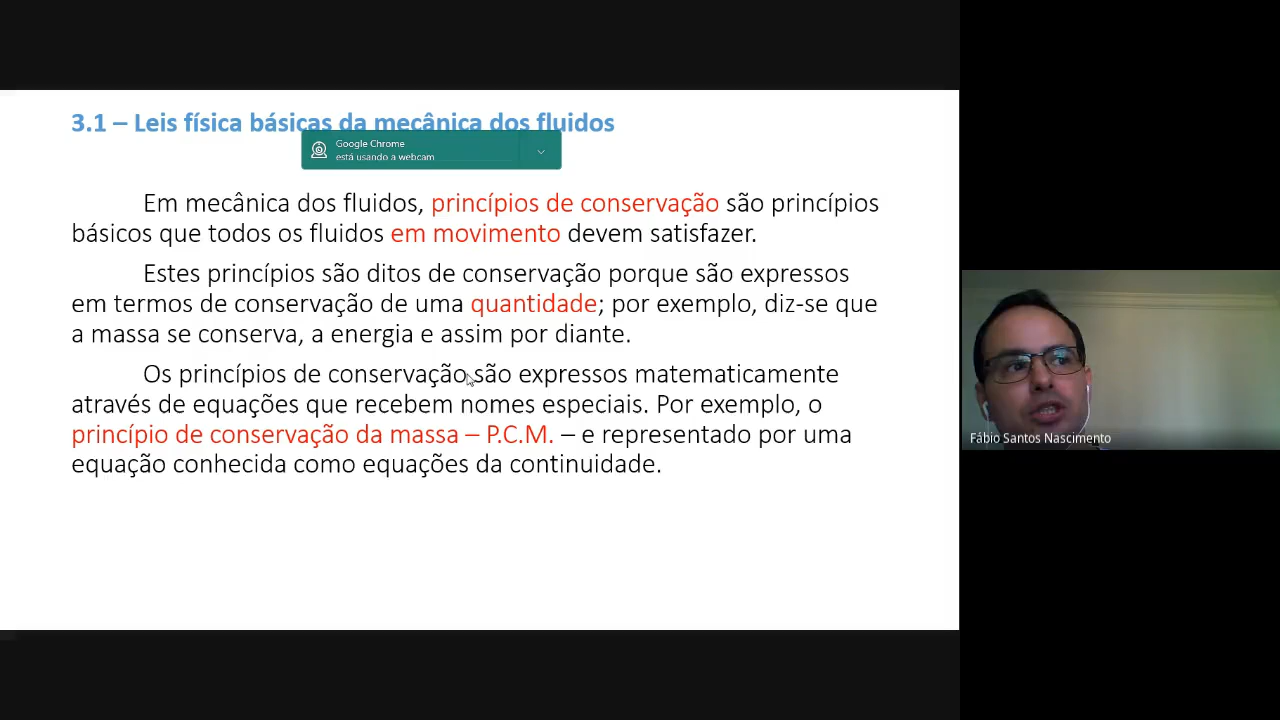 3.1 – Leis física básicas da mecânica dos fluidos
Google Chrome
está usando a webcam
Em mecânica dos fluidos, princípios de conservação são princípios
básicos que todos os fluidos em movimento devem satisfazer.
Estes princípios são ditos de conservação porque são expressos
em termos de conservação de uma quantidade; por exemplo, diz-se que
a massa se conserva, a energia e assim por diante.
Os princípios de conservação são expressos matematicamente
através de equações que recebem nomes especiais. Por exemplo, o
princípio de conservação da massa – P.C.M. – e representado por uma
equação conhecida como equações da continuidade.
Fábio Santos Nascimento